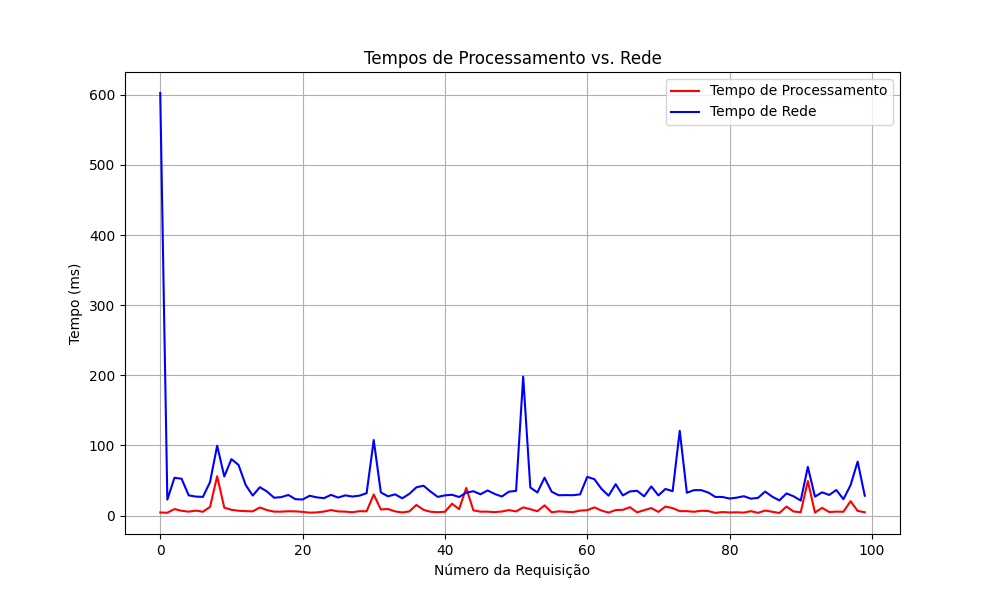 Tempos de Processamento vs. Rede
Tempo de Processamento
Tempo de Rede
Tempo (ms)
600
500
400
300
200
100
0
0 20 40 60 80 100
Número da Requisição